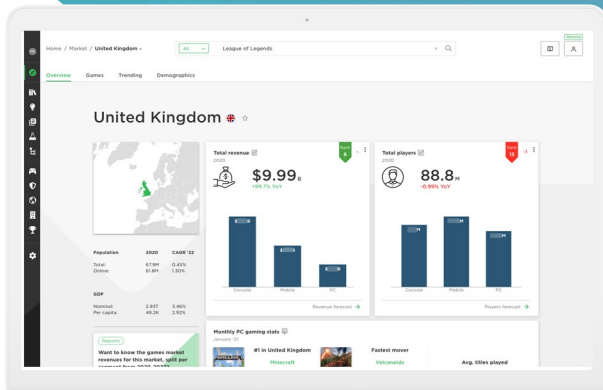 Home / Market / United Kingdom
All
League of Legends
Overview Games Trending Demographics
United Kingdom
Total revenue
2020
Rank
6
$9.99 B
+99.7% YoY
Console Mobile PC
Revenue forecast →
Total players
2020
Rank
15
-1
88.8 M
-0.99% YoY
Console Mobile PC
Players forecast →
Population 2020 CAGR '22
Total: 67.9M 0.45%
Online: 61.8M 1.30%
GDP
Nominal 2.93T 3.46%
Per capita: 49.2K 2.92%
Reports
Want to know the games market
revenues for this market, split per
Monthly PC gaming stats
January '21
#1 in United Kingdom
Minecraft
Fastest mover
Volcanoids
Avg. titles played